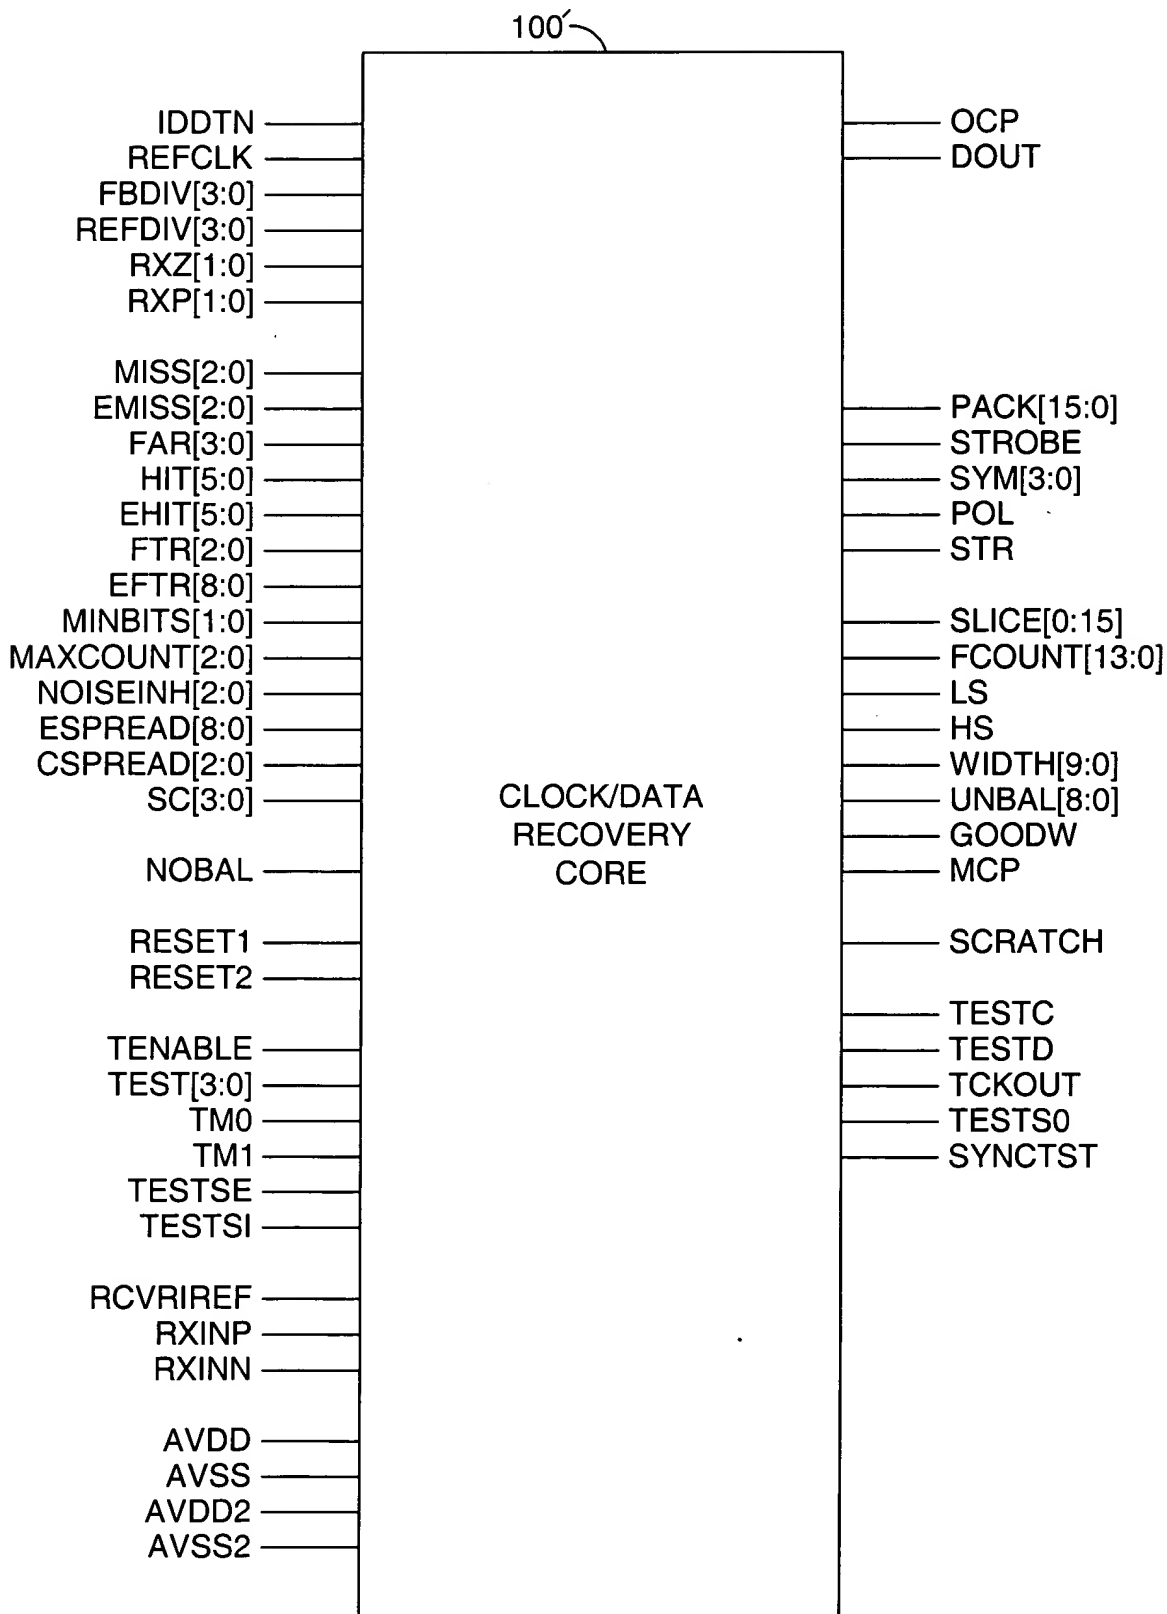 100′
IDDTN
REFCLK
FBDIV[3:0]
REFDIV[3:0]
RXZ[1:0]
RXP[1:0]
MISS[2:0]
EMISS[2:0]
FAR[3:0]
HIT[5:0]
EHIT[5:0]
FTR[2:0]
EFTR[8:0]
MINBITS[1:0]
MAXCOUNT[2:0]
NOISEINH[2:0]
ESPREAD[8:0]
CSPREAD[2:0]
SC[3:0]
NOBAL
RESET1
RESET2
TENABLE
TEST[3:0]
TM0
TM1
TESTSE
TESTSI
RCVRIREF
RXINP
RXINN
AVDD
AVSS
AVDD2
AVSS2
CLOCK/DATA
RECOVERY
CORE
OCP
DOUT
PACK[15:0]
STROBE
SYM[3:0]
POL
STR
SLICE[0:15]
FCOUNT[13:0]
LS
HS
WIDTH[9:0]
UNBAL[8:0]
GOODW
MCP
SCRATCH
TESTC
TESTD
TCKOUT
TESTS0
SYNCTST